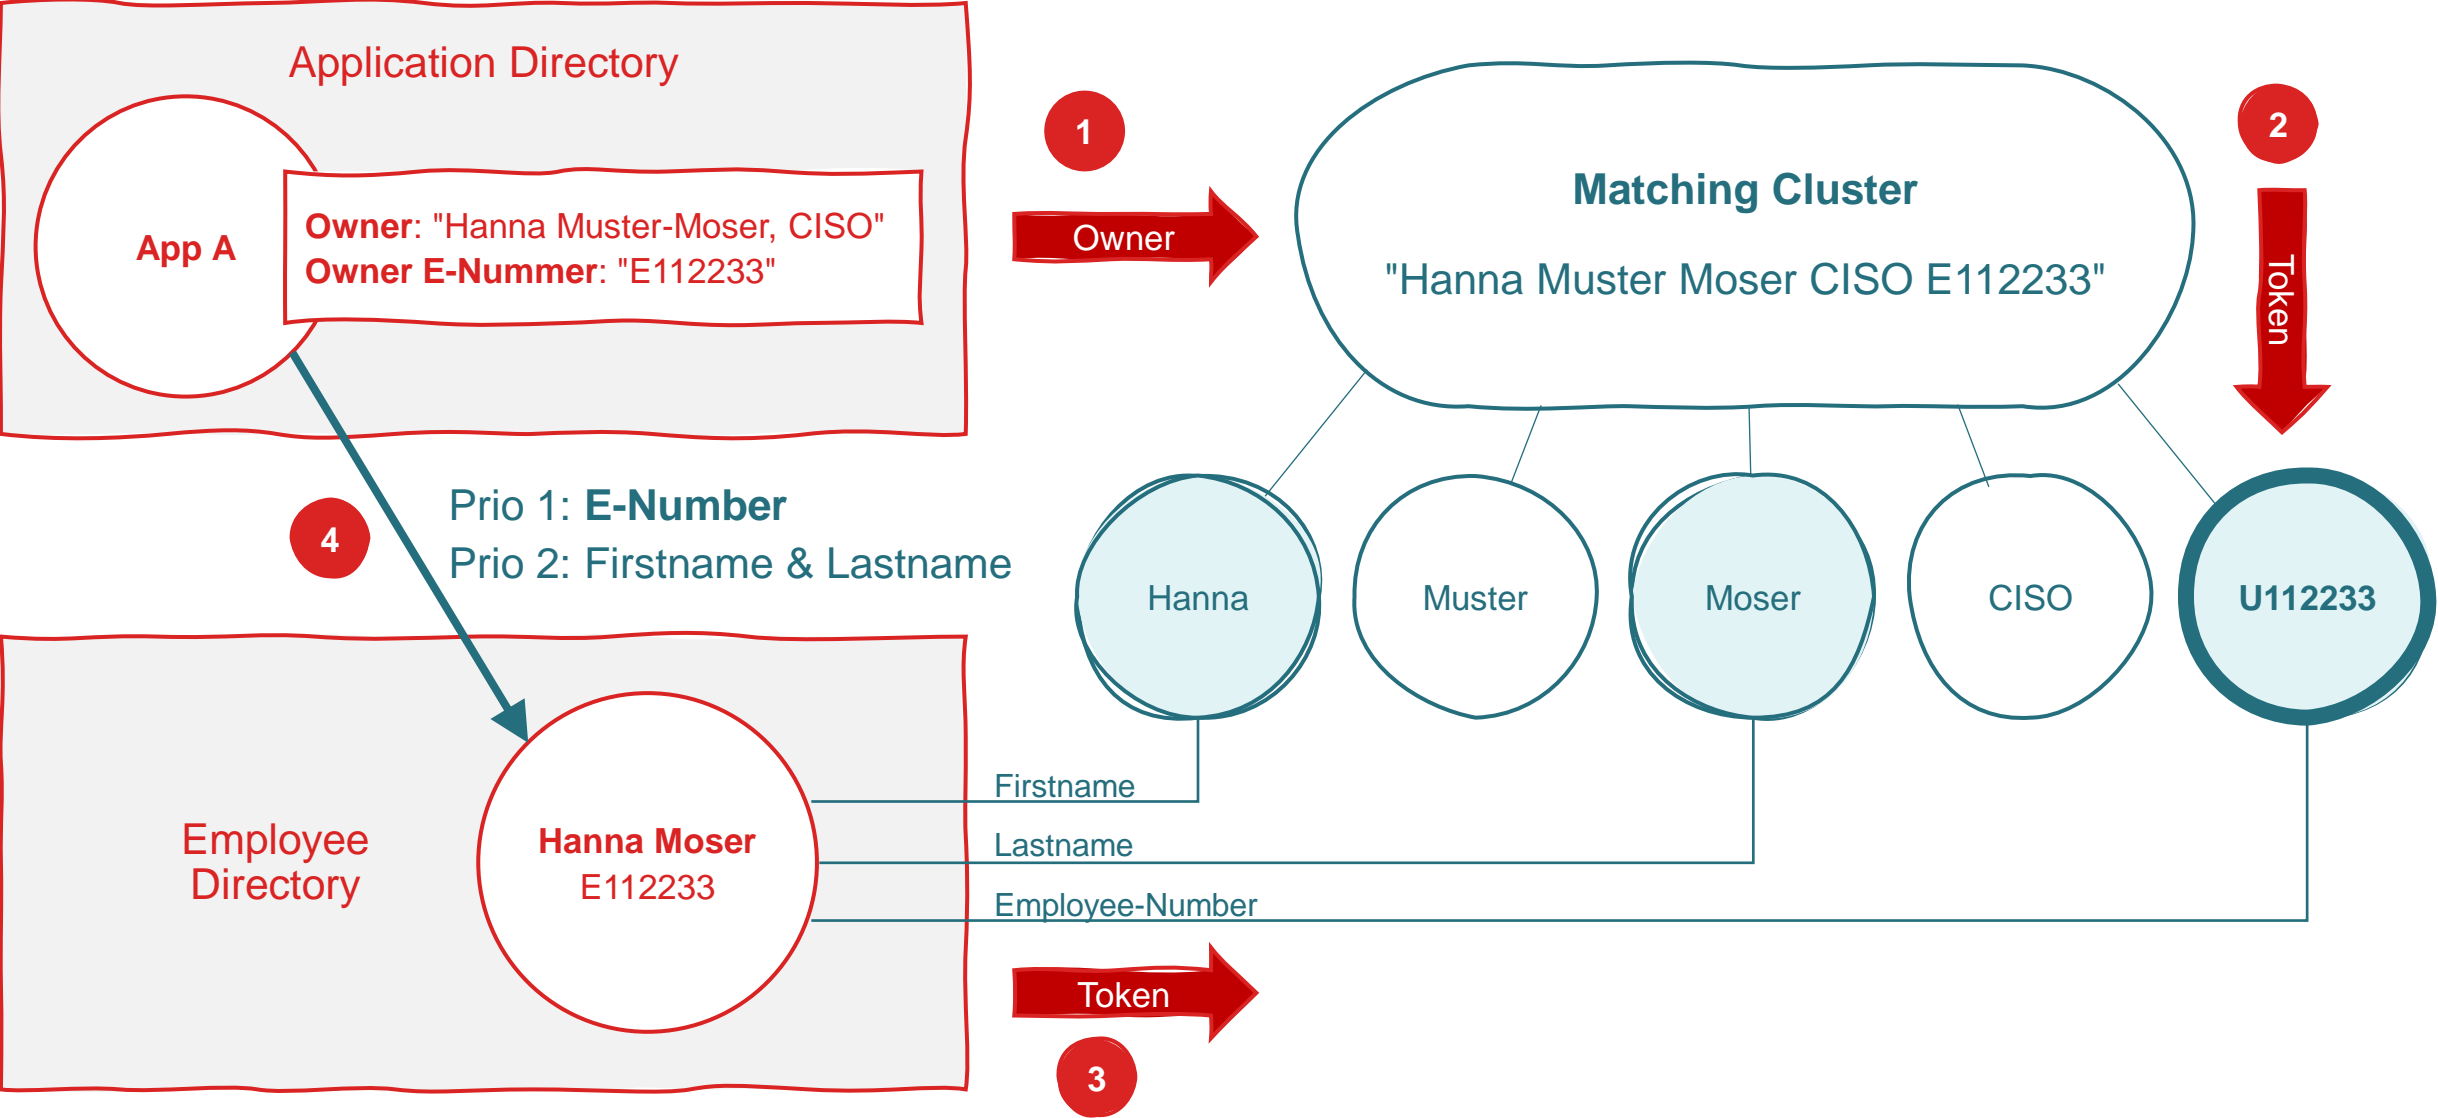 Application Directory
App A
Owner: "Hanna Muster-Moser, CISO"
Owner E-Nummer: "E112233"
1
Owner
Matching Cluster
"Hanna Muster Moser CISO E112233"
2
Token
4
Prio 1: E-Number
Prio 2: Firstname & Lastname
Hanna
Muster
Moser
CISO
U112233
Employee
Directory
Hanna Moser
E112233
Firstname
Lastname
Employee-Number
Token
3